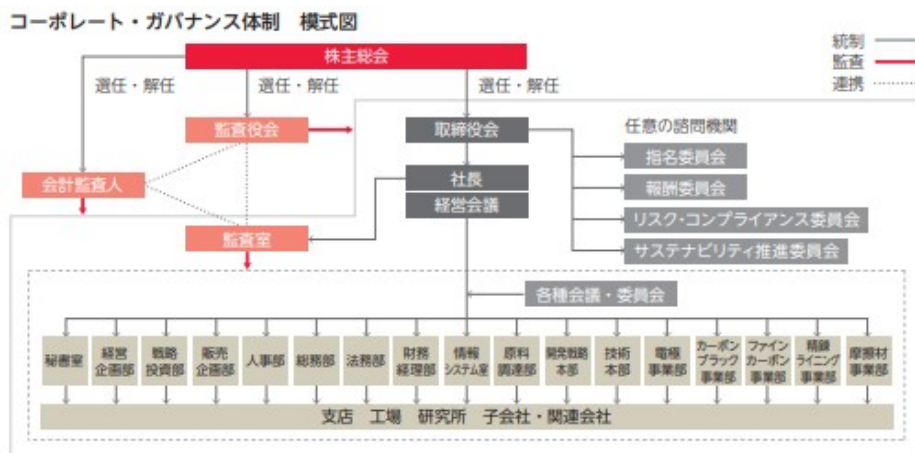 コーポレート・ガバナンス体制 模式図
株主総会
統制
監査
連携
選任・解任
選任・解任
選任・解任
監査役会
取締役会
任意の諮問機関
指名委員会
会計監査人
社長
報酬委員会
経営会議
リスク・コンプライアンス委員会
監査室
サステナビリティ推進委員会
各種会議・委員会
秘書室
経営
企画部
戦略
投資部
販売
企画部
人事部
総務部
法務部
財務
経理部
情報
システム室
原料
調達部
開発戦略
本部
技術
本部
電極
事業部
カーボン
ブラック
事業部
ファイン
カーボン
事業部
精錬
ライニング
事業部
摩擦材
事業部
支店 工場 研究所 子会社・関連会社